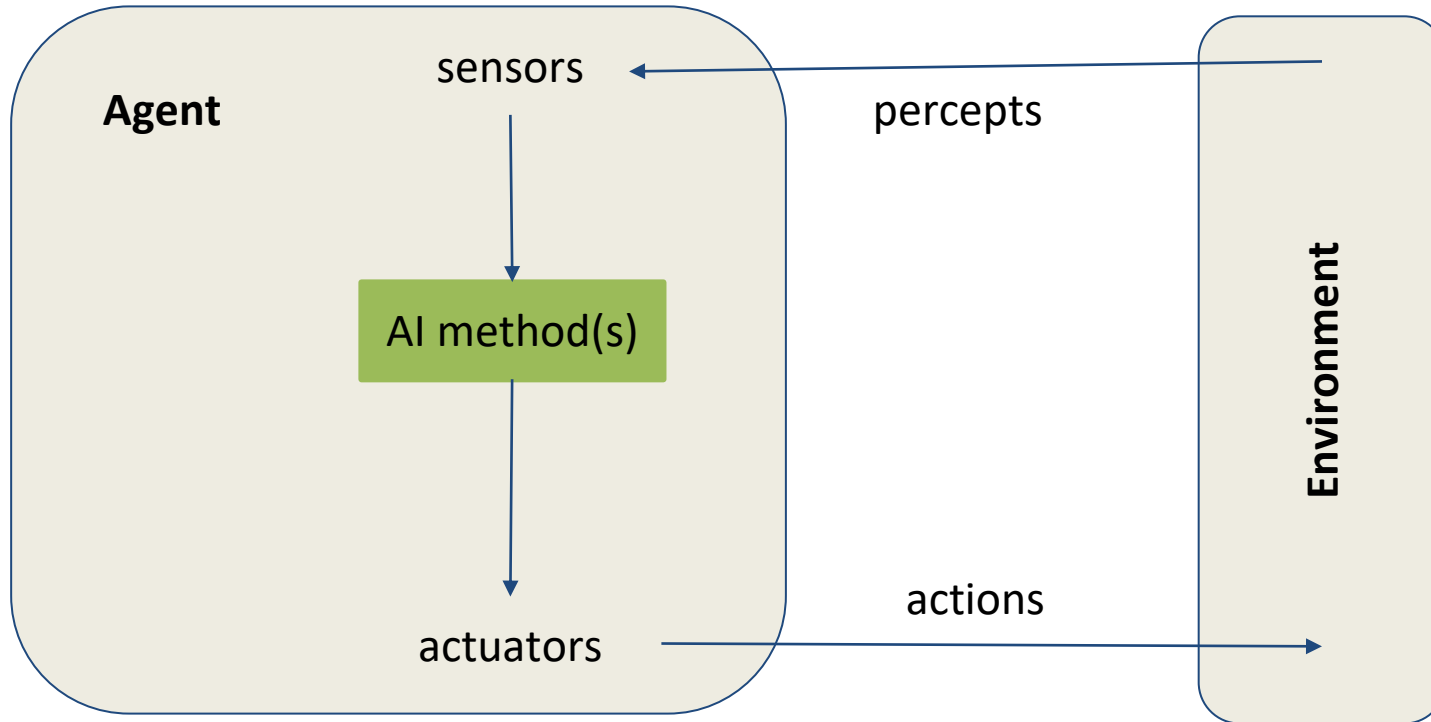 sensors
Agent
percepts
AI method(s)
Environment
actions
actuators